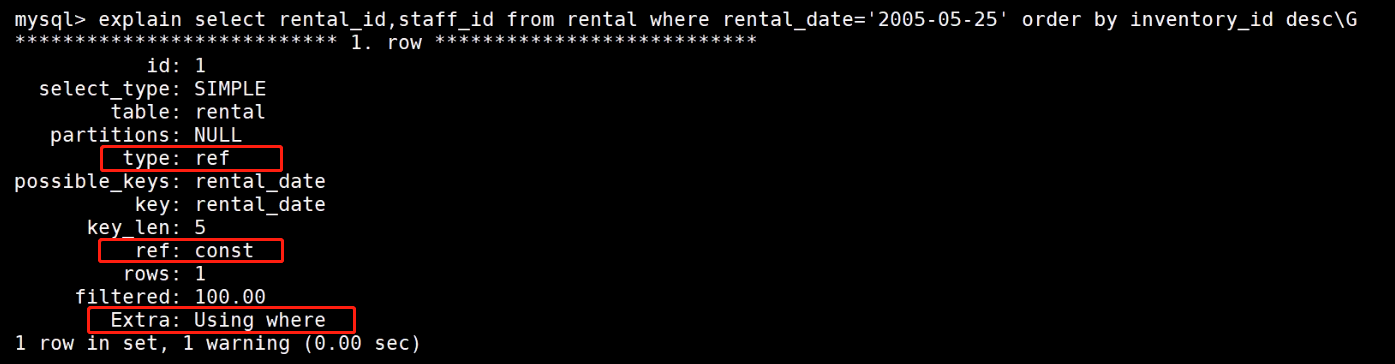 mysql> explain select rental_id,staff_id from rental where rental_date='2005-05-25' order by inventory_id desc\G
*************************** 1. row ***************************
id: 1
select_type: SIMPLE
table: rental
partitions: NULL
type: ref
possible_keys: rental_date
key: rental_date
key_len: 5
ref: const
rows: 1
filtered: 100.00
Extra: Using where
1 row in set, 1 warning (0.00 sec)